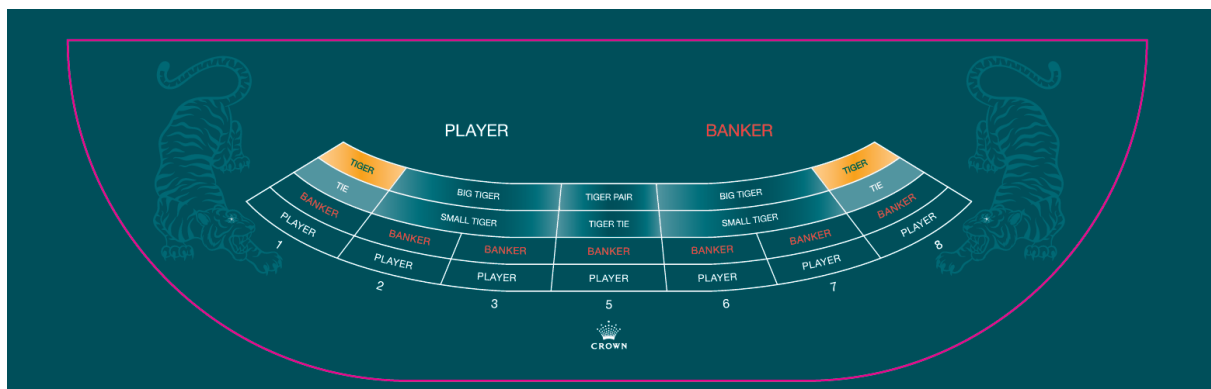 PLAYER BANKER
TIGER TIGER
BIG TIGER TIGER PAIR BIG TIGER
TIE TIE
SMALL TIGER TIGER TIE SMALL TIGER
BANKER BANKER BANKER BANKER BANKER BANKER BANKER
PLAYER PLAYER PLAYER PLAYER PLAYER PLAYER PLAYER
1 2 3 5 6 7 8
CROWN